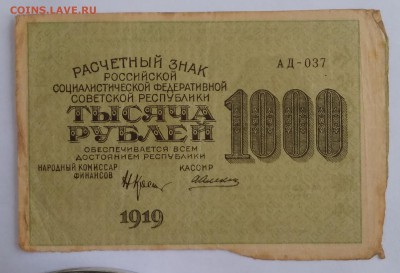 COINS.LAVE.RU
РАСЧЕТНЫЙ ЗНАК
РОССИЙСКОЙ
СОЦИАЛИСТИЧЕСКОЙ ФЕДЕРАТИВНОЙ
СОВЕТСКОЙ РЕСПУБЛИКИ
АД-037
ТЫСЯЧА
РУБЛЕЙ
1000
ОБЕСПЕЧИВАЕТСЯ ВСЕМ
ДОСТОЯНИЕМ РЕСПУБЛИКИ
НАРОДНЫЙ КОМИССАР
ФИНАНСОВ
КАССИР
1919